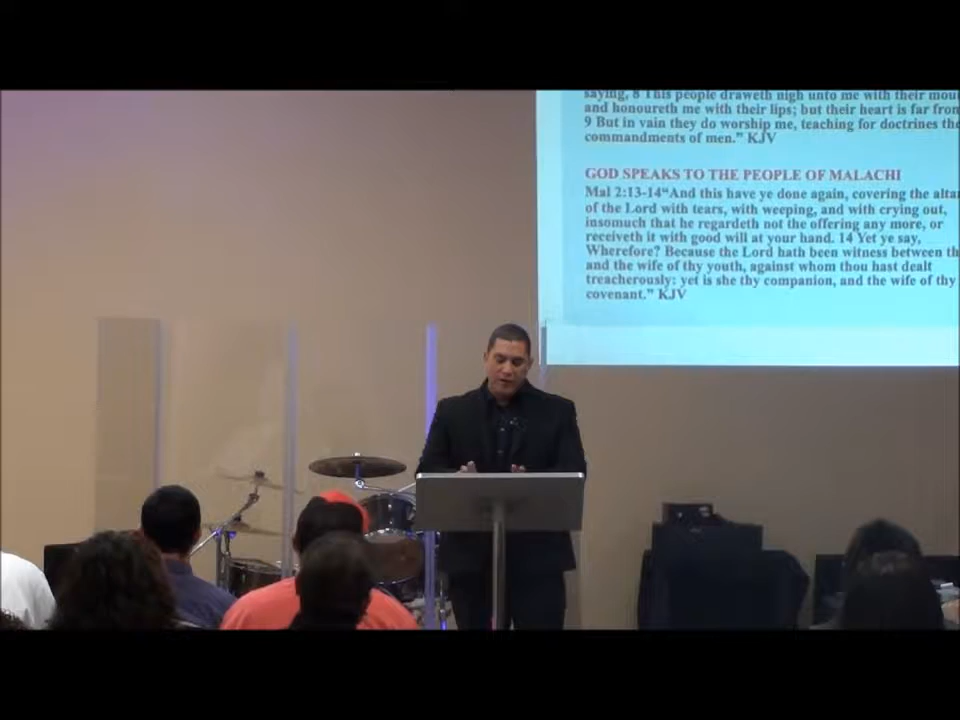 saying, 8 This people draweth nigh unto me with their mou
and honoureth me with their lips; but their heart is far from
9 But in vain they do worship me, teaching for doctrines the
commandments of men.” KJV
GOD SPEAKS TO THE PEOPLE OF MALACHI
Mal 2:13-14“And this have ye done again, covering the alta
of the Lord with tears, with weeping, and with crying out,
insomuch that he regardeth not the offering any more, or
receiveth it with good will at your hand. 14 Yet ye say,
Wherefore? Because the Lord hath been witness between th
and the wife of thy youth, against whom thou hast dealt
treacherously: yet is she thy companion, and the wife of thy
covenant.” KJV